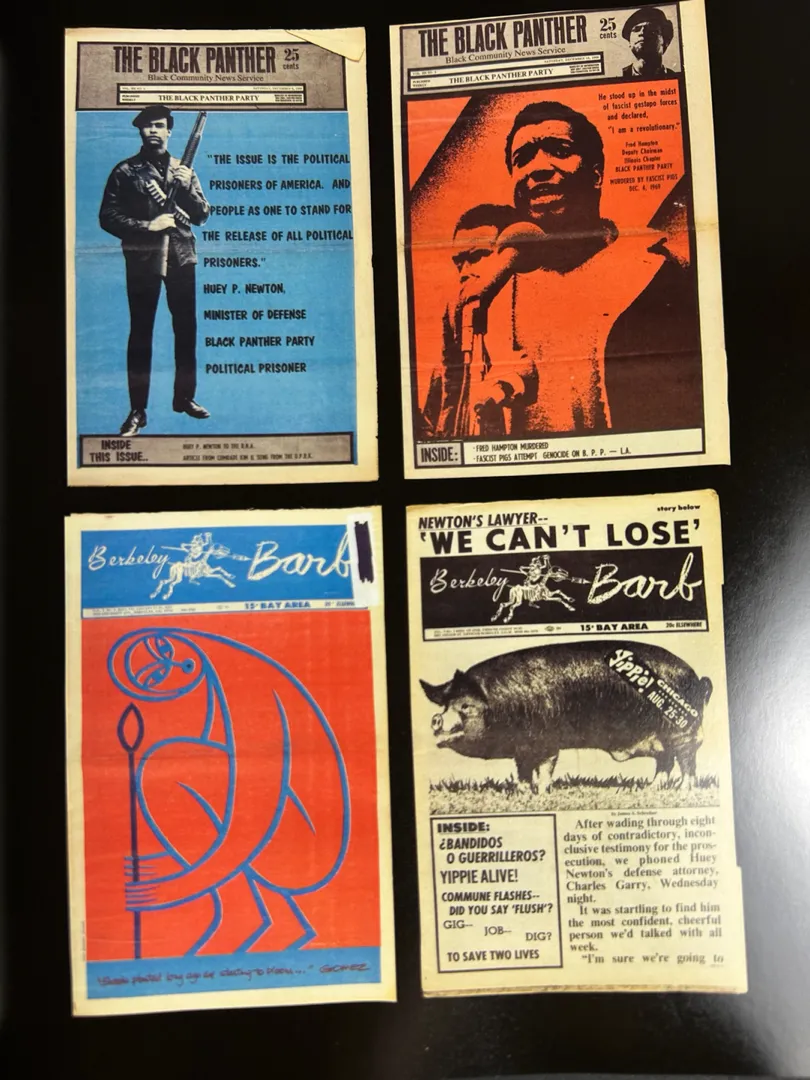 THE BLACK PANTHER 25 cents
Black Community News Service
THE BLACK PANTHER PARTY
"THE ISSUE IS THE POLITICAL
PRISONERS OF AMERICA. AND
PEOPLE AS ONE TO STAND FOR
THE RELEASE OF ALL POLITICAL
PRISONERS."
HUEY P. NEWTON,
MINISTER OF DEFENSE
BLACK PANTHER PARTY
POLITICAL PRISONER
INSIDE
THIS ISSUE..
HUEY P. NEWTON TO THE R.N.A.
THE BLACK PANTHER 25 cents
Black Community News Service
THE BLACK PANTHER PARTY
He stood up in the midst
of fascist gestapo forces
and declared,
"I am a revolutionary."
Fred Hampton
Deputy Chairman
Illinois Chapter
BLACK PANTHER PARTY
MURDERED BY FASCIST PIGS
DEC. 4, 1969
INSIDE:
·FRED HAMPTON MURDERED
·FASCIST PIGS ATTEMPT GENOCIDE ON B. P. P. — L.A.
Berkeley Barb
15¢ BAY AREA
GOMEZ
story below
NEWTON'S LAWYER--
'WE CAN'T LOSE'
Berkeley Barb
15¢ BAY AREA 20¢ ELSEWHERE
Yippie!
CHICAGO
AUG. 25-30
INSIDE:
¿BANDIDOS
O GUERRILLEROS?
YIPPIE ALIVE!
COMMUNE FLASHES--
DID YOU SAY 'FLUSH'?
GIG--
JOB--
DIG?
TO SAVE TWO LIVES
After wading through eight
days of contradictory, incon-
clusive testimony for the pros-
ecution, we phoned Huey
Newton's defense attorney,
Charles Garry, Wednesday
night.
It was startling to find him
the most confident, cheerful
person we'd talked with all
week.
"I'm sure we're going to